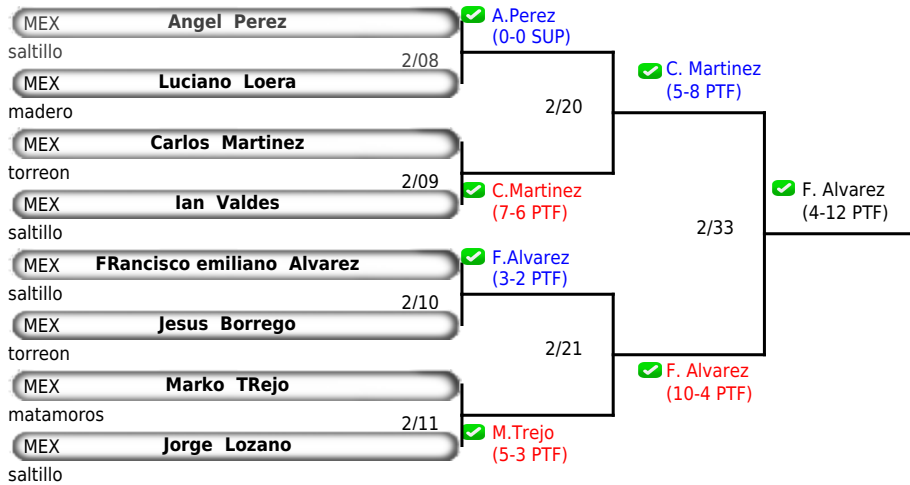 MEX Angel Perez
A.Perez
(0-0 SUP)
saltillo
2/08
MEX Luciano Loera
C. Martinez
(5-8 PTF)
madero
2/20
MEX Carlos Martinez
torreon
2/09
C.Martinez
(7-6 PTF)
F. Alvarez
(4-12 PTF)
MEX Ian Valdes
saltillo
2/33
MEX FRancisco emiliano Alvarez
F.Alvarez
(3-2 PTF)
saltillo
2/10
MEX Jesus Borrego
torreon
2/21
MEX Marko TRejo
F. Alvarez
(10-4 PTF)
matamoros
2/11
M.Trejo
(5-3 PTF)
MEX Jorge Lozano
saltillo